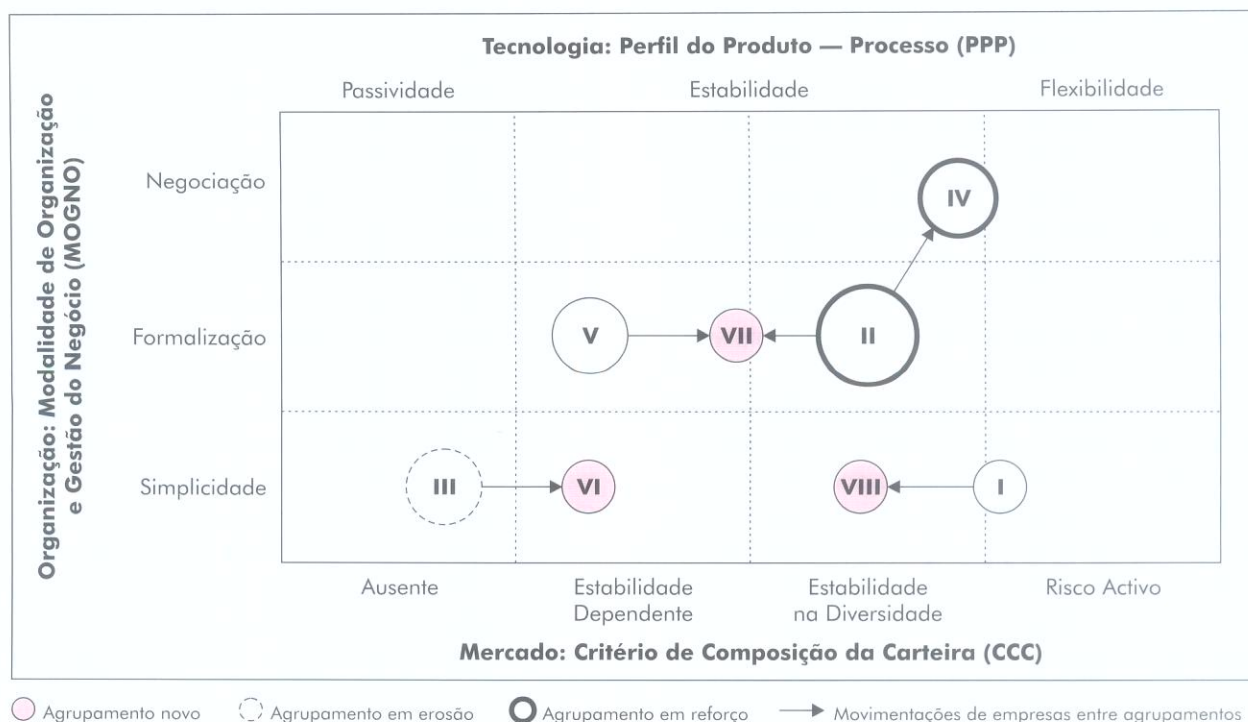 Tecnologia: Perfil do Produto — Processo (PPP)
Passividade
Estabilidade
Flexibilidade
Organização: Modalidade de Organização
e Gestão do Negócio (MOGNO)
Negociação
IV
Formalização
V
VII
II
Simplicidade
III
VI
VIII
I
Ausente
Estabilidade
Dependente
Estabilidade
na Diversidade
Risco Activo
Mercado: Critério de Composição da Carteira (CCC)
Agrupamento novo
Agrupamento em erosão
Agrupamento em reforço
Movimentações de empresas entre agrupamentos